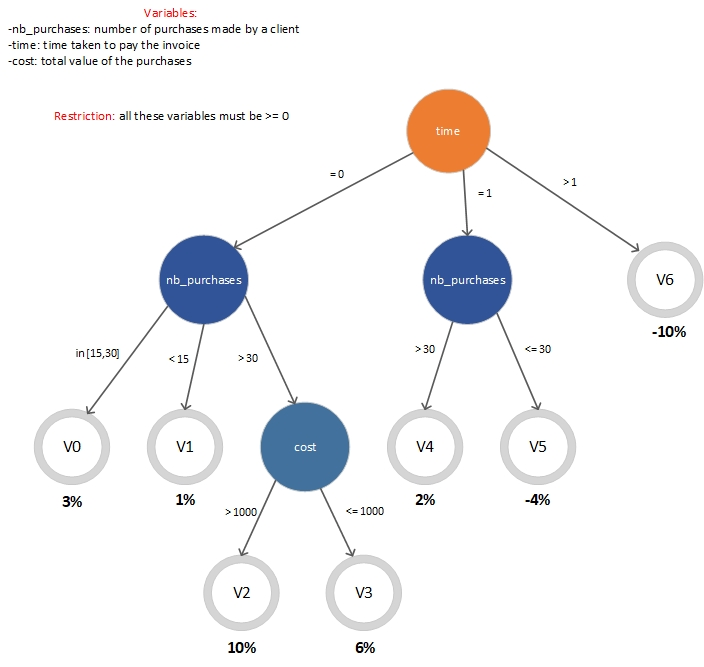 Variables:
-nb_purchases: number of purchases made by a client
-time: time taken to pay the invoice
-cost: total value of the purchases
Restriction: all these variables must be >= 0
time
= 0
= 1
> 1
nb_purchases
nb_purchases
V6
-10%
in [15,30]
< 15
> 30
> 30
<= 30
V0
V1
cost
V4
V5
3%
1%
2%
-4%
> 1000
<= 1000
V2
V3
10%
6%